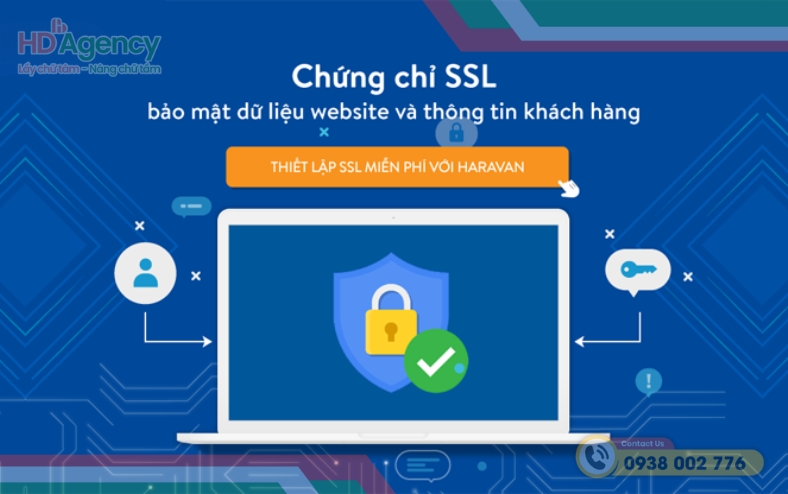 HD Agency
Lấy chữ tâm - Nâng chữ tầm
Chứng chỉ SSL
bảo mật dữ liệu website và thông tin khách hàng
THIẾT LẬP SSL MIỄN PHÍ VỚI HARAVAN
Contact Us
0938 002 776